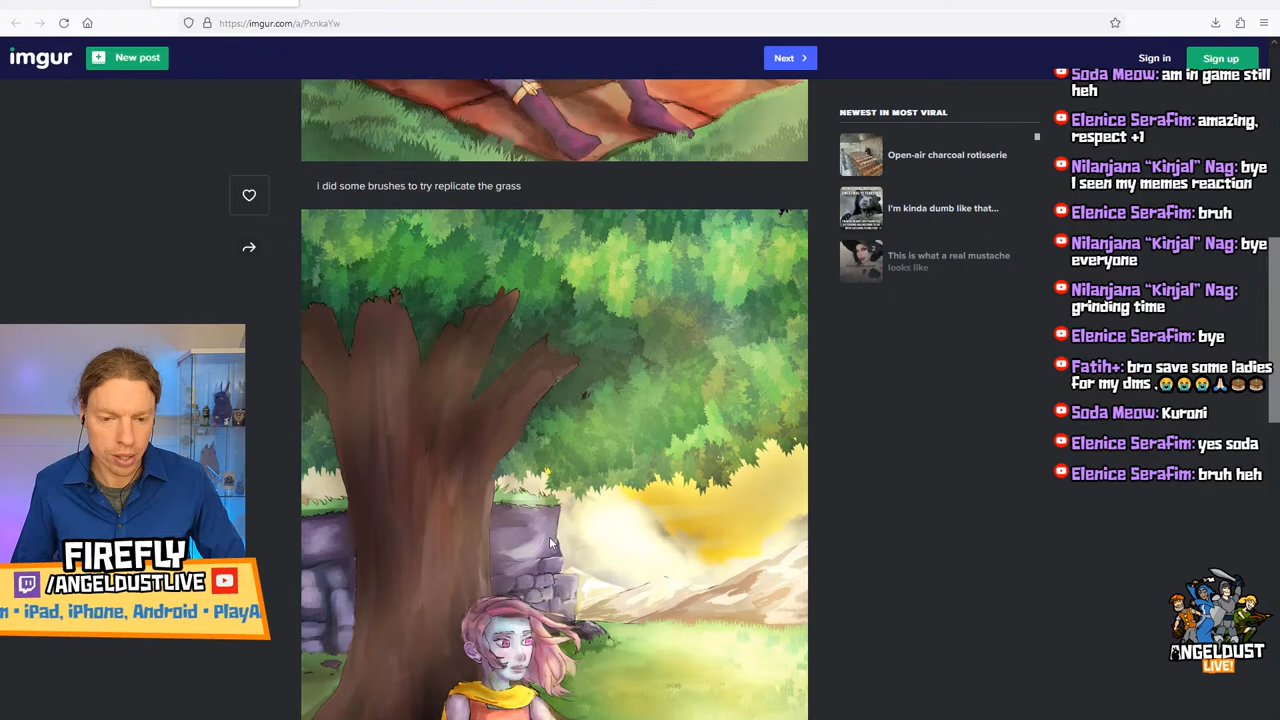 https://imgur.com/a/PxnkaYw
imgur
New post
Next
Sign in
Sign up
i did some brushes to try replicate the grass
NEWEST IN MOST VIRAL
Open-air charcoal rotisserie
I'm kinda dumb like that...
This is what a real mustache
looks like
Soda Meow: am in game still
heh
Elenice Serafim: amazing,
respect +1
Nilanjana "Kinjal" Nag: bye
I seen my memes reaction
Elenice Serafim: bruh
Nilanjana "Kinjal" Nag: bye
everyone
Nilanjana "Kinjal" Nag:
grinding time
Elenice Serafim: bye
Fatih+: bro save some ladies
for my dms ,😭😭😭🙏🏻🍔🍔
Soda Meow: Kuroni
Elenice Serafim: yes soda
Elenice Serafim: bruh heh
FIREFLY
/ANGELDUSTLIVE
m • iPad, iPhone, Android • PlayA
ANGELDUST
LIVE!